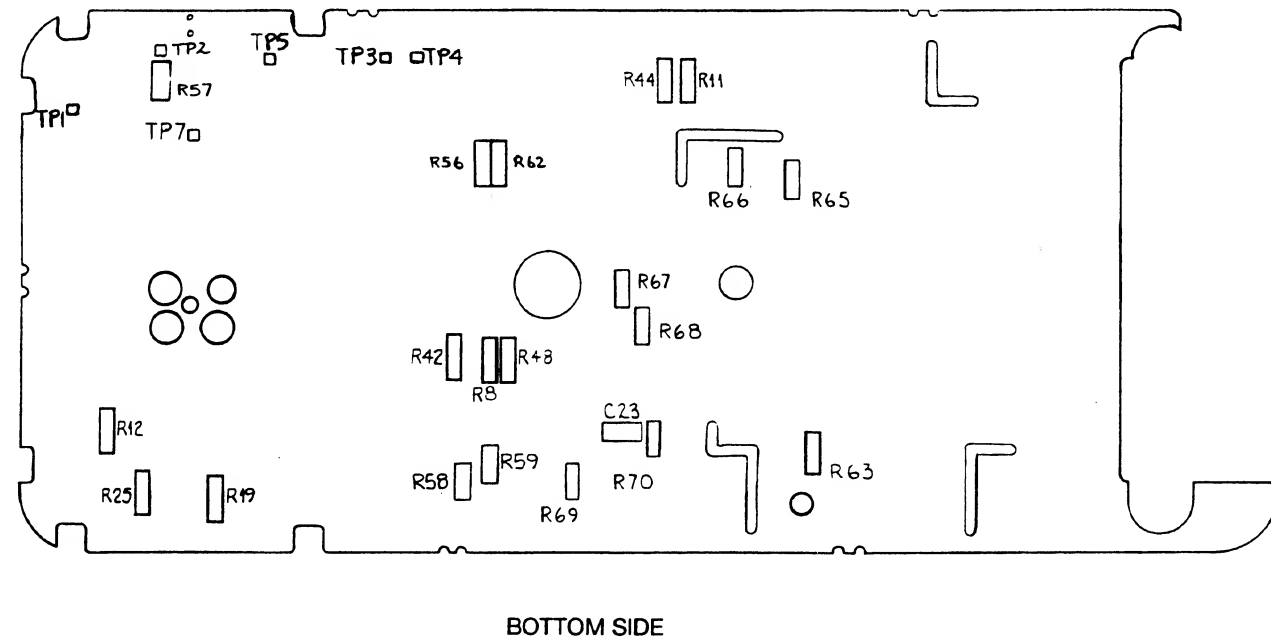 TP2
TP5
TP3
TP4
R57
R44
R11
TP1
TP7
R56
R62
R66
R65
R67
R68
R42
R48
R8
C23
R12
R59
R63
R58
R70
R25
R19
R69
BOTTOM SIDE